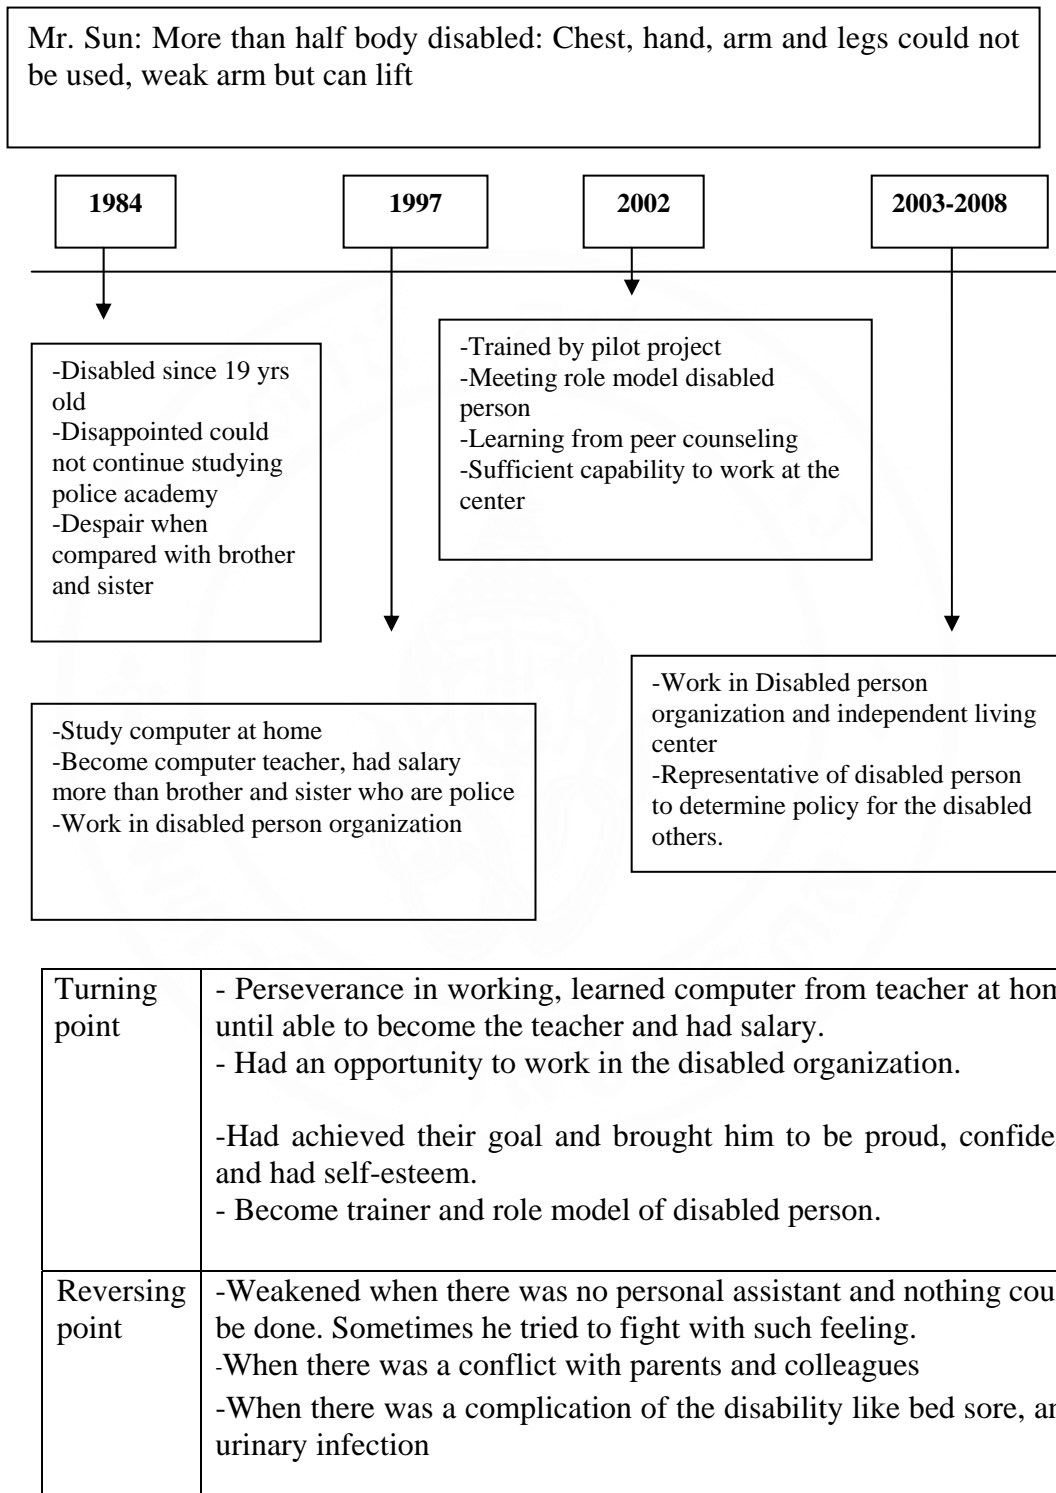 Mr. Sun: More than half body disabled: Chest, hand, arm and legs could not
be used, weak arm but can lift
1984
1997
2002
2003-2008
-Disabled since 19 yrs
old
-Disappointed could
not continue studying
police academy
-Despair when
compared with brother
and sister
-Trained by pilot project
-Meeting role model disabled
person
-Learning from peer counseling
-Sufficient capability to work at the
center
-Study computer at home
-Become computer teacher, had salary
more than brother and sister who are police
-Work in disabled person organization
-Work in Disabled person
organization and independent living
center
-Representative of disabled person
to determine policy for the disabled
others.
Turning
point
- Perseverance in working, learned computer from teacher at hom
until able to become the teacher and had salary.
- Had an opportunity to work in the disabled organization.
-Had achieved their goal and brought him to be proud, confide
and had self-esteem.
- Become trainer and role model of disabled person.
Reversing
point
-Weakened when there was no personal assistant and nothing cou
be done. Sometimes he tried to fight with such feeling.
-When there was a conflict with parents and colleagues
-When there was a complication of the disability like bed sore, an
urinary infection